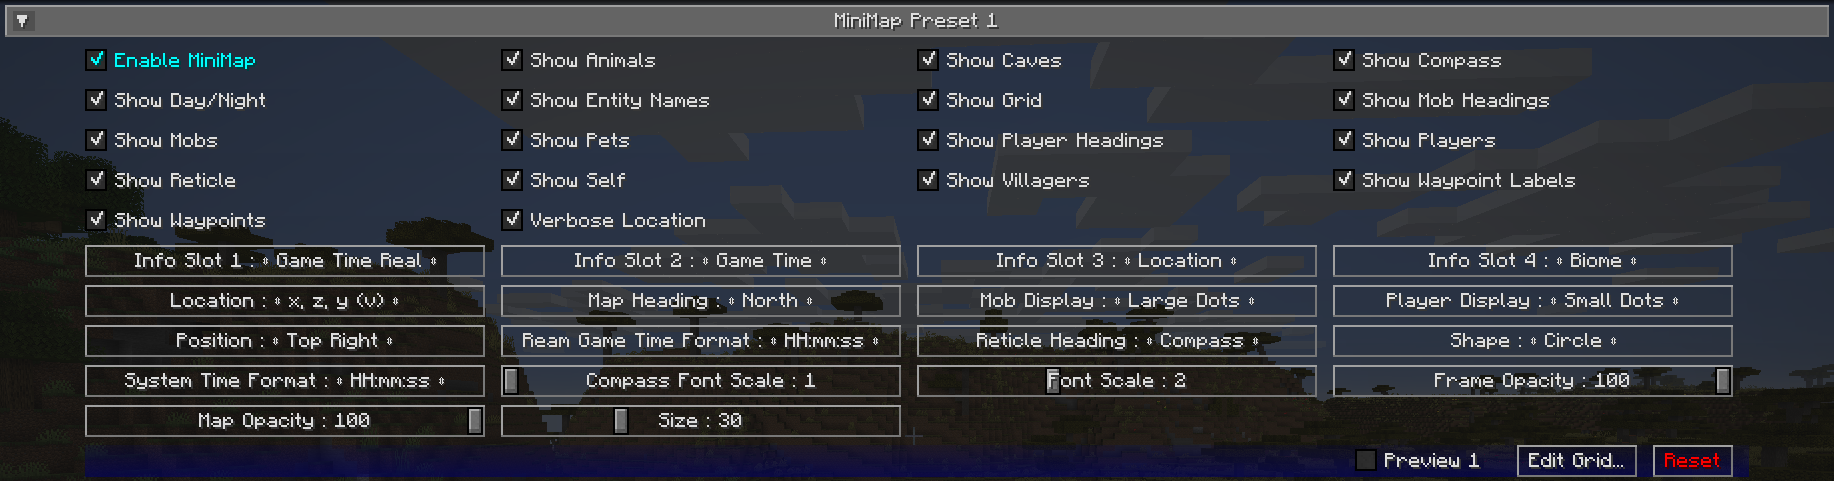 MiniMap Preset 1
Enable MiniMap Show Animals Show Caves Show Compass
Show Day/Night Show Entity Names Show Grid Show Mob Headings
Show Mobs Show Pets Show Player Headings Show Players
Show Reticle Show Self Show Villagers Show Waypoint Labels
Show Waypoints Verbose Location
Info Slot 1 : Game Time Real Info Slot 2 : Game Time Info Slot 3 : Location Info Slot 4 : Biome
Location : x, z, y (v) Map Heading : North Mob Display : Large Dots Player Display : Small Dots
Position : Top Right Ream Game Time Format : HH:mm:ss Reticle Heading : Compass Shape : Circle
System Time Format : HH:mm:ss Compass Font Scale : 1 Font Scale : 2 Frame Opacity : 100
Map Opacity : 100 Size : 30
Preview 1 Edit Grid... Reset